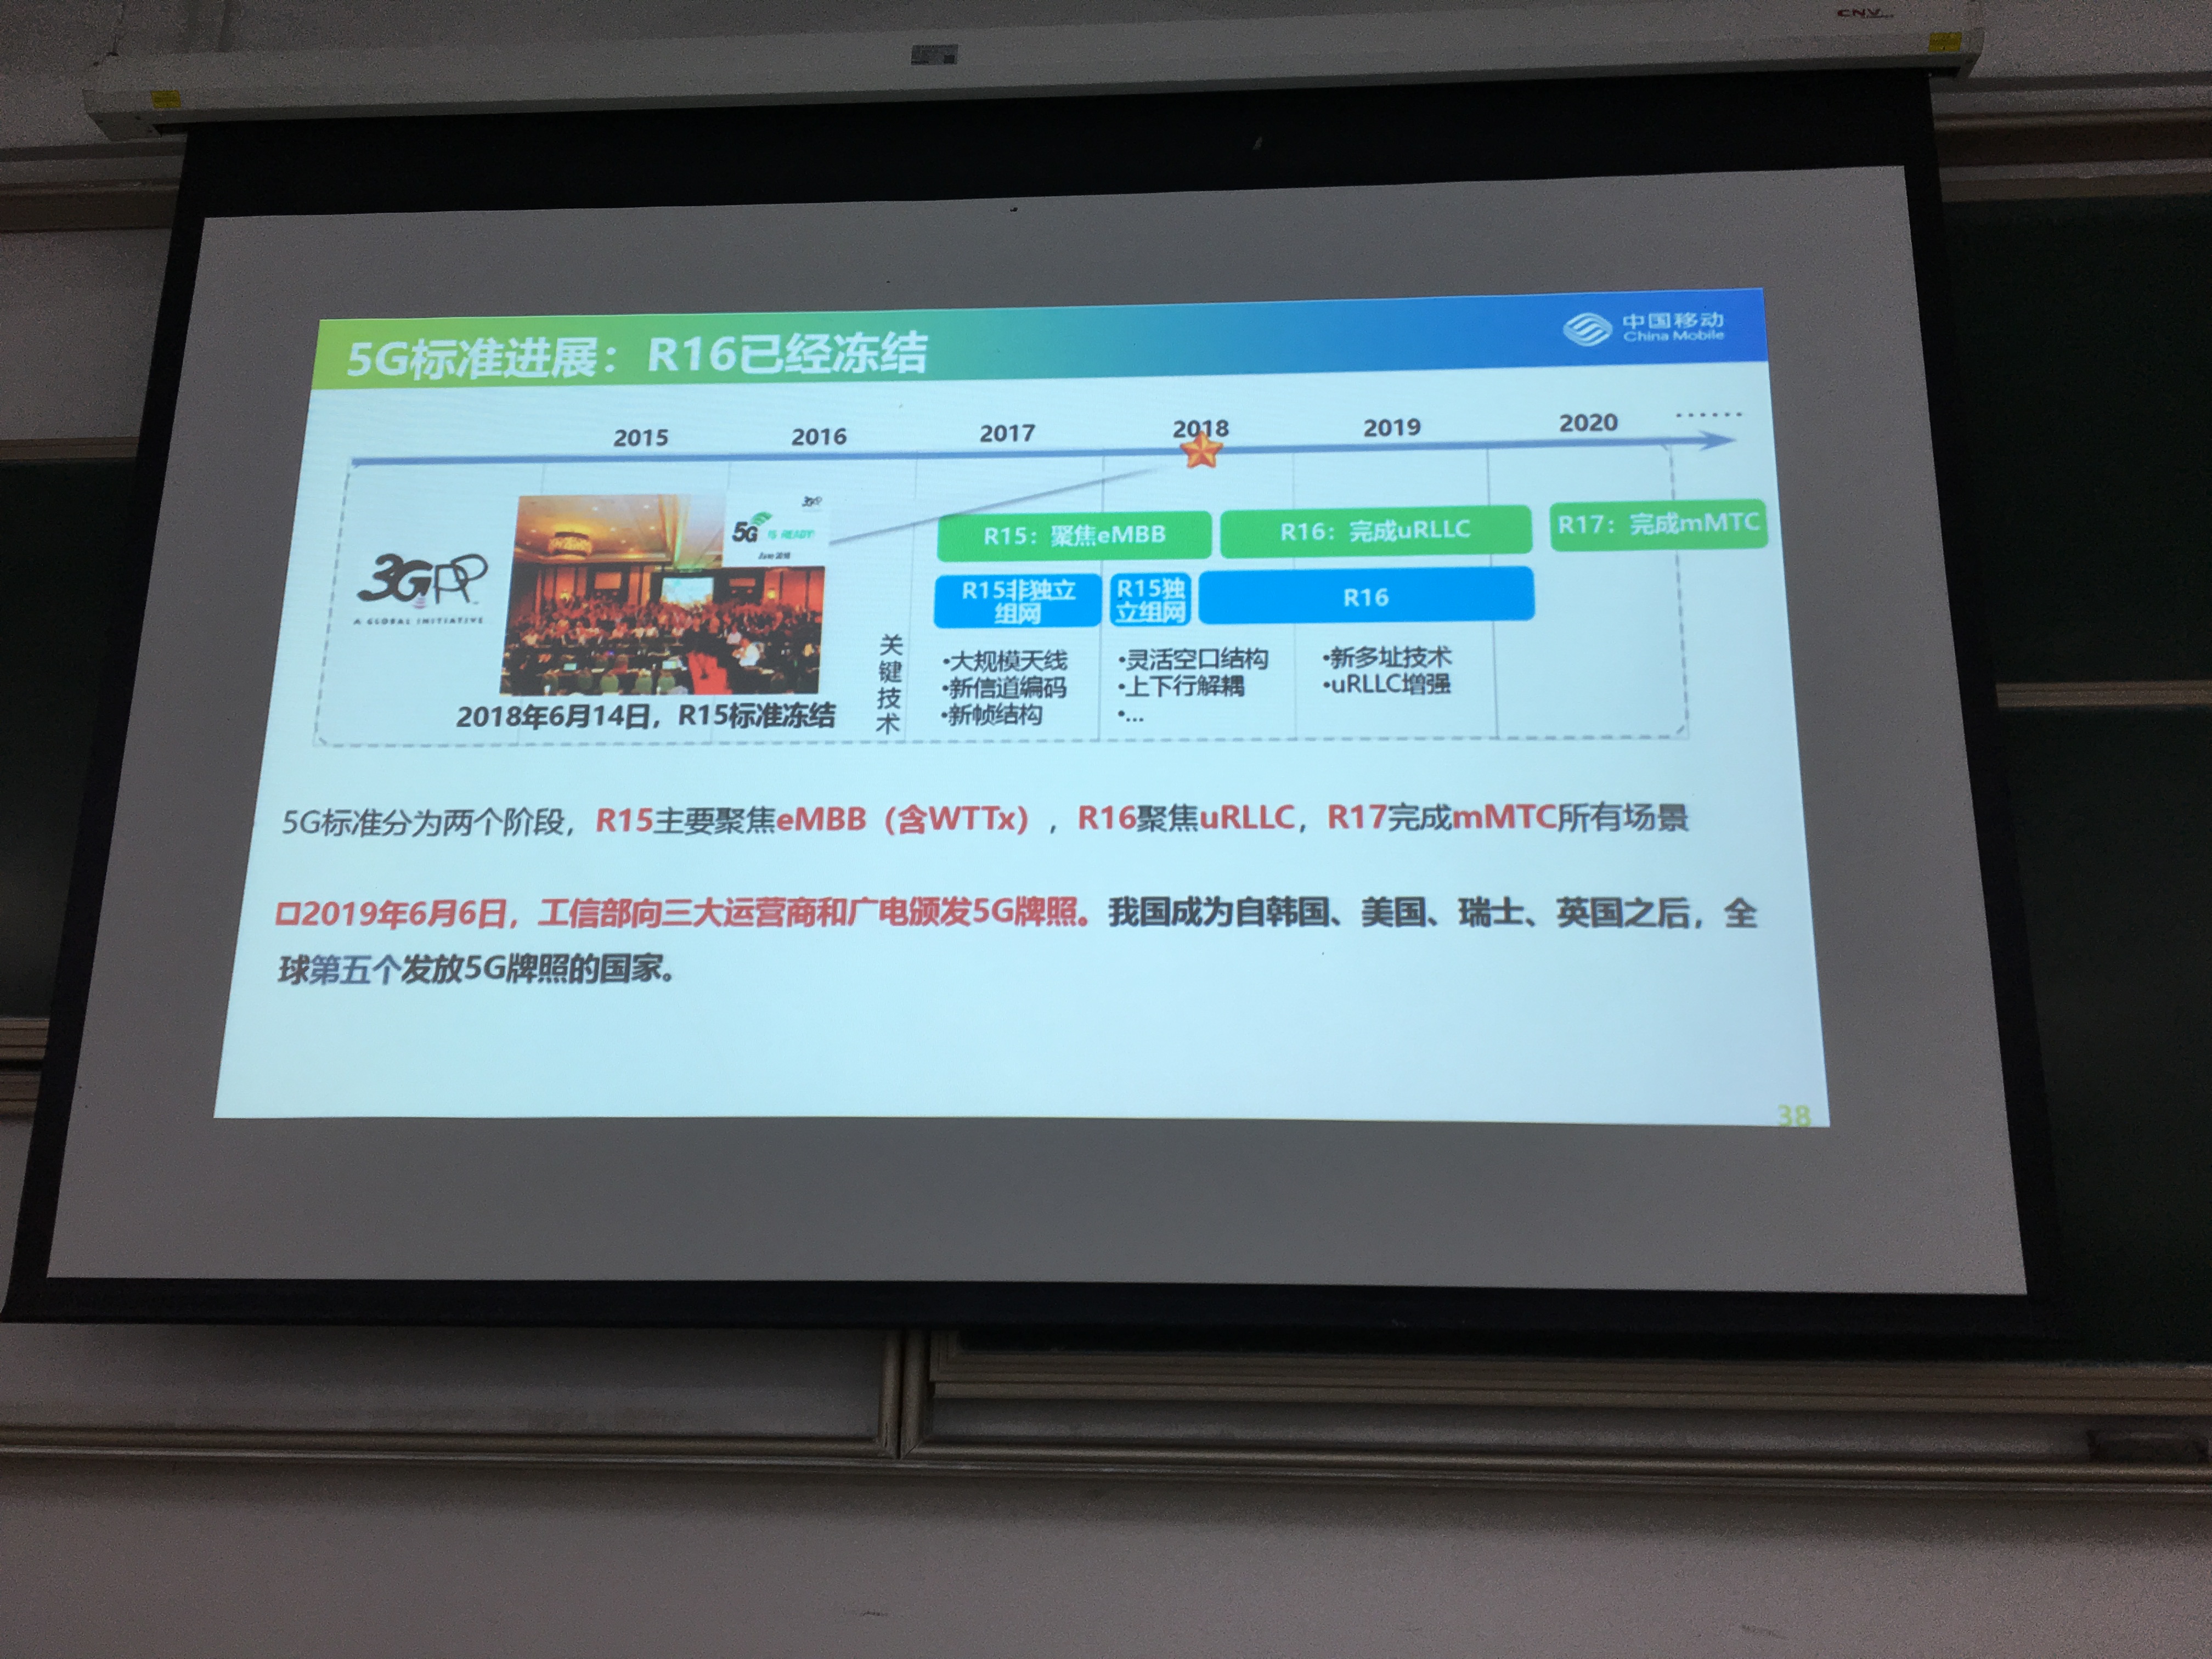 CNV
5G标准进展：R16已经冻结
中国移动
China Mobile
2015 2016 2017 2018 2019 2020 ······
3GPP
5G IS READY!
3GPP
A GLOBAL INITIATIVE
R15：聚焦eMBB R16：完成uRLLC R17：完成mMTC
R15非独立
组网
R15独
立组网
R16
关键技术
•大规模天线
•新信道编码
•新帧结构
•灵活空口结构
•上下行解耦
•...
•新多址技术
•uRLLC增强
2018年6月14日，R15标准冻结
5G标准分为两个阶段，R15主要聚焦eMBB（含WTTx），R16聚焦uRLLC，R17完成mMTC所有场景
2019年6月6日，工信部向三大运营商和广电颁发5G牌照。我国成为自韩国、美国、瑞士、英国之后，全
球第五个发放5G牌照的国家。
38